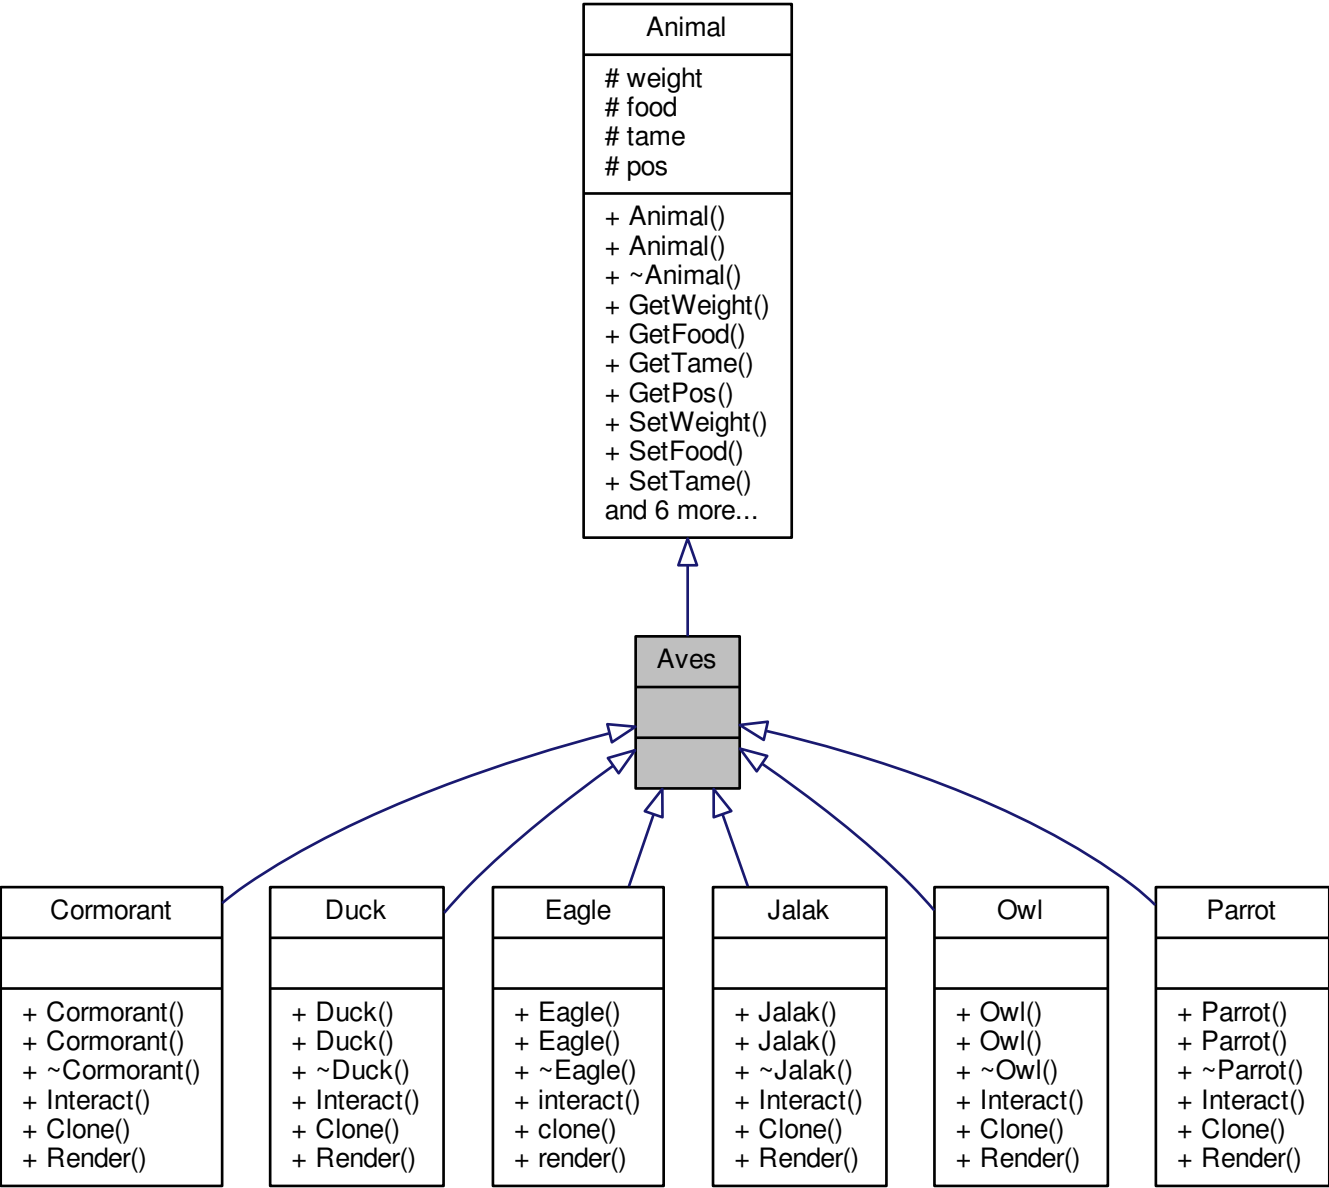 Animal
# weight
# food
# tame
# pos
+ Animal()
+ Animal()
+ ~Animal()
+ GetWeight()
+ GetFood()
+ GetTame()
+ GetPos()
+ SetWeight()
+ SetFood()
+ SetTame()
and 6 more...
Aves
Cormorant
+ Cormorant()
+ Cormorant()
+ ~Cormorant()
+ Interact()
+ Clone()
+ Render()
Duck
+ Duck()
+ Duck()
+ ~Duck()
+ Interact()
+ Clone()
+ Render()
Eagle
+ Eagle()
+ Eagle()
+ ~Eagle()
+ interact()
+ clone()
+ render()
Jalak
+ Jalak()
+ Jalak()
+ ~Jalak()
+ Interact()
+ Clone()
+ Render()
Owl
+ Owl()
+ Owl()
+ ~Owl()
+ Interact()
+ Clone()
+ Render()
Parrot
+ Parrot()
+ Parrot()
+ ~Parrot()
+ Interact()
+ Clone()
+ Render()